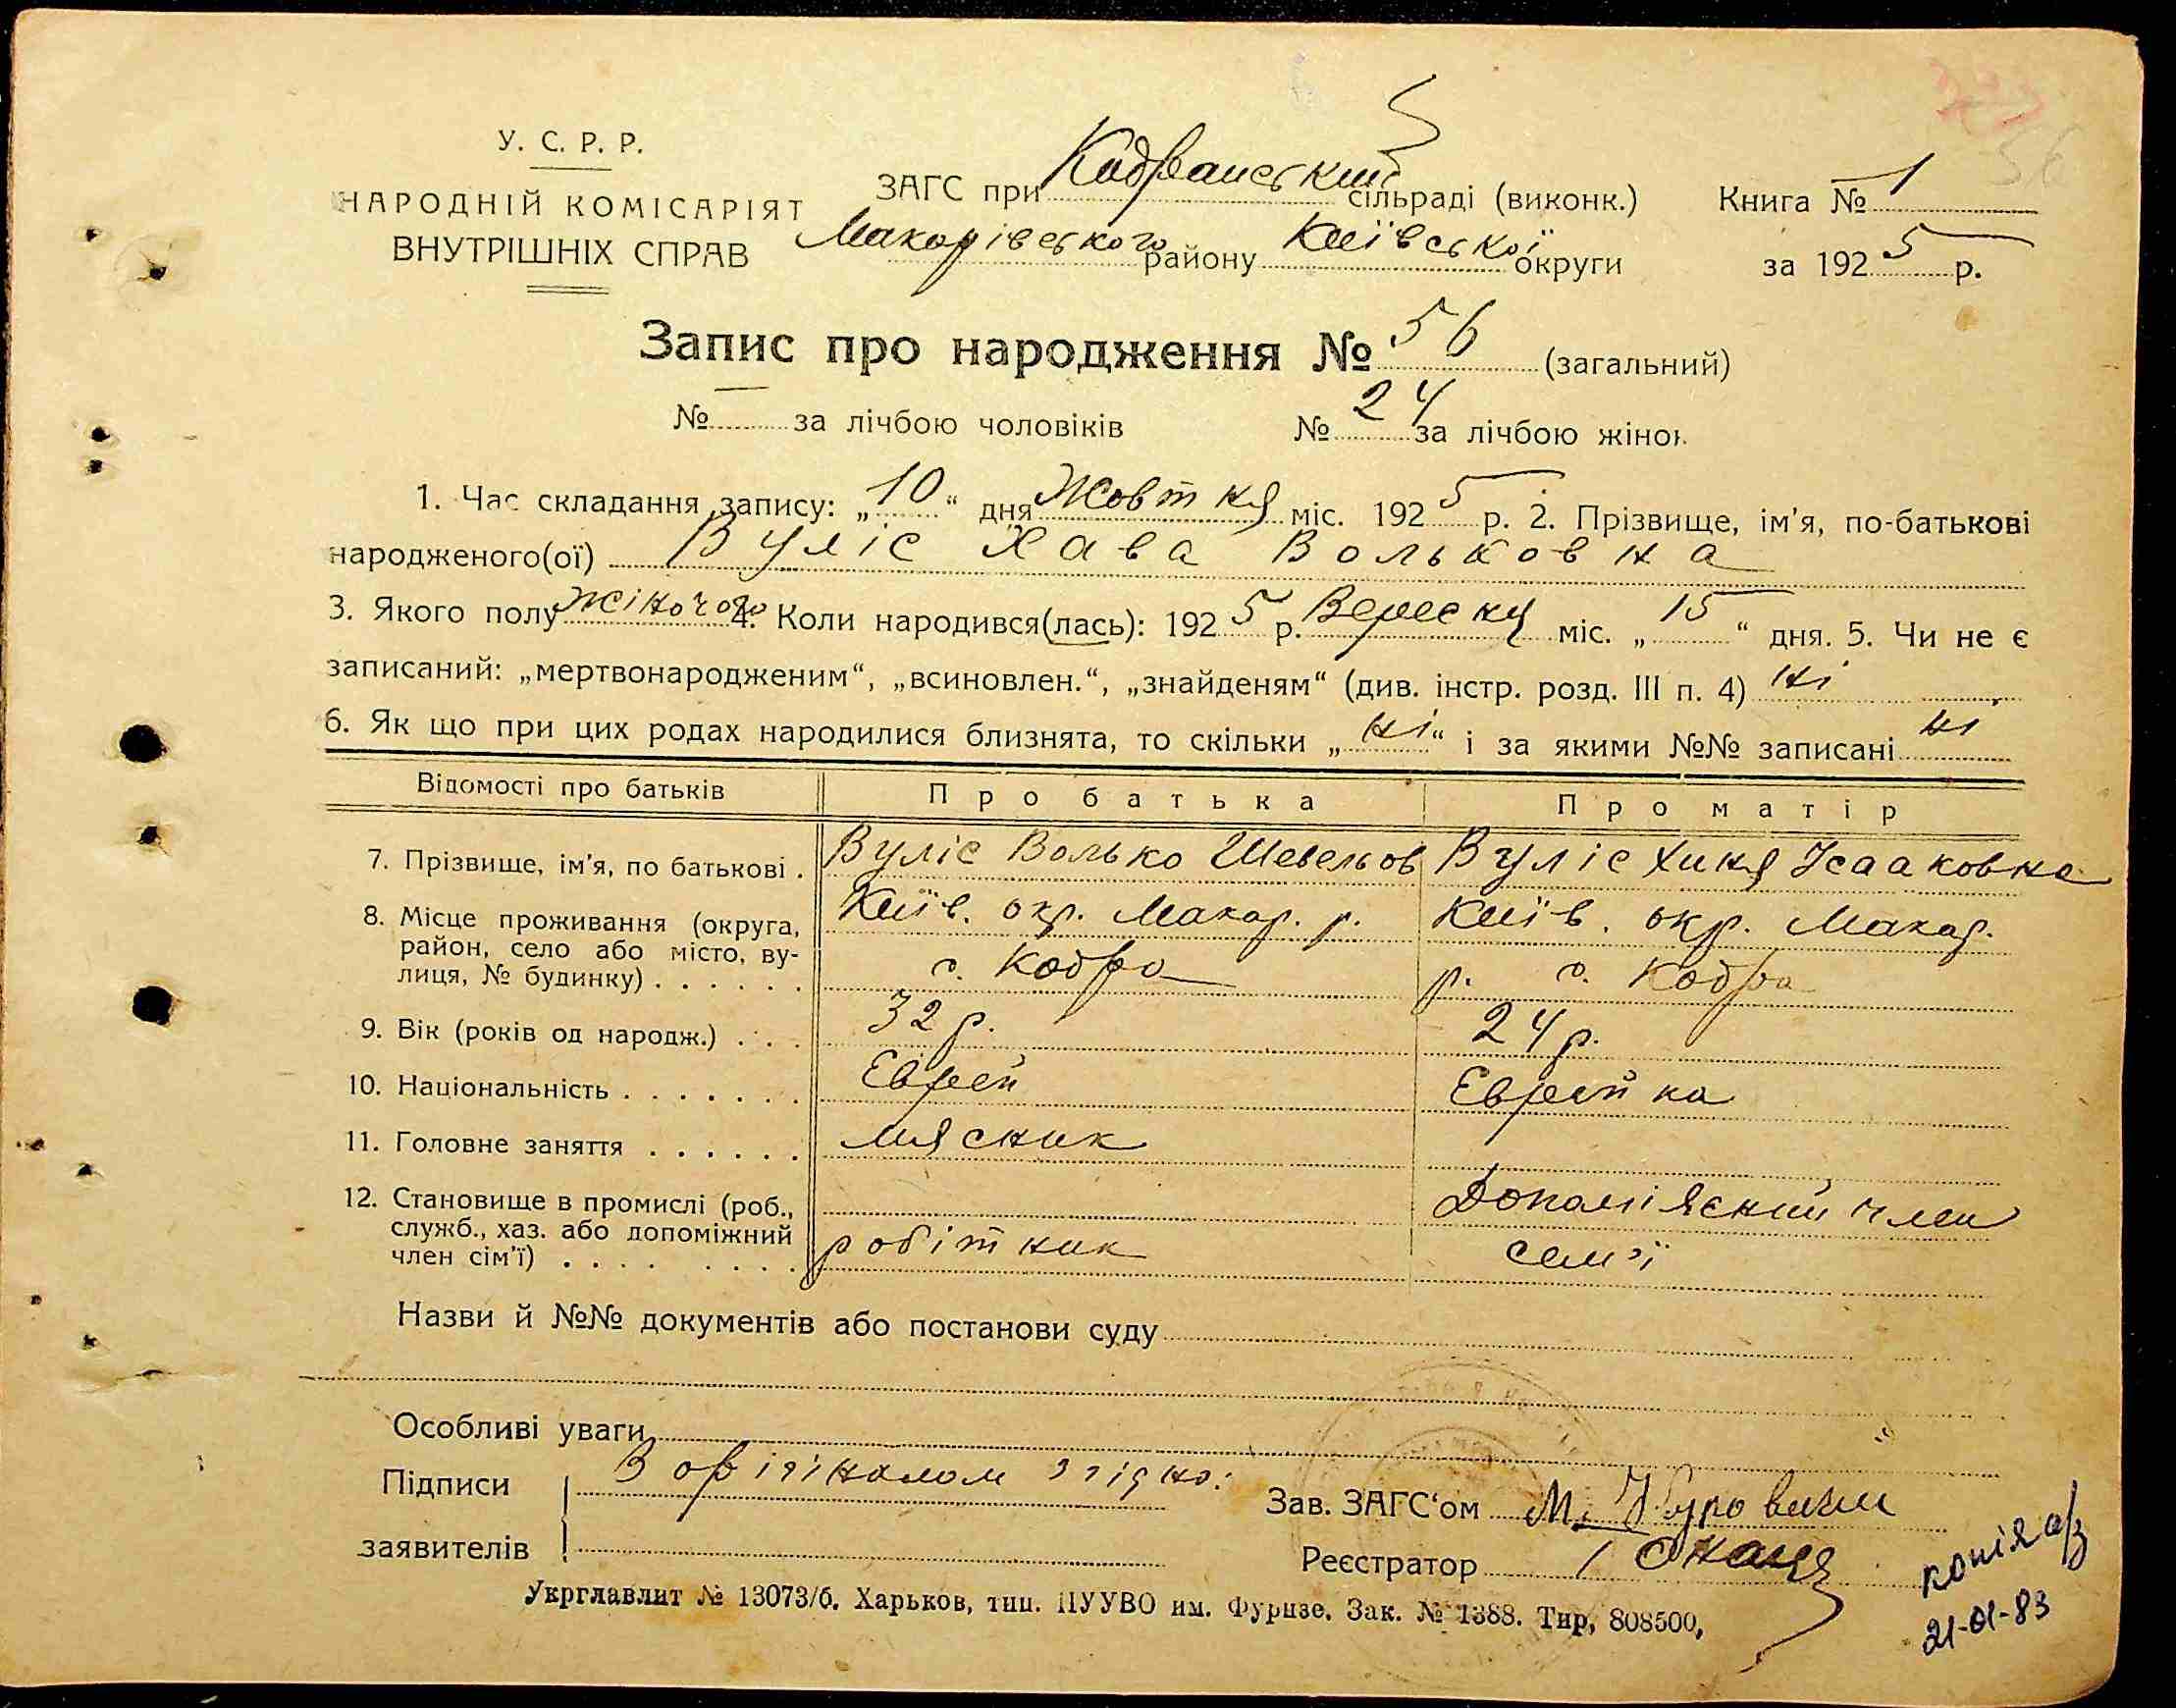 У. С. Р. Р.
НАРОДНІЙ КОМІСАРІЯТ
ВНУТРІШНІХ СПРАВ
ЗАГС при Кодранський сільраді (виконк.)
Макарівського району Київської округи
Книга № 1
за 1925 р.
56
Запис про народження № 56 (загальний)
№ — за лічбою чоловіків № 24 за лічбою жінок
1. Час складання запису: „10“ дня Жовтня міс. 1925 р. 2. Прізвище, ім'я, по-батькові
народженого(ої) Вуліс Хава Вольковна
3. Якого полу жіночого 4. Коли народився(лась): 1925 р. Вересня міс. „15“ дня. 5. Чи не є
записаний: „мертвонародженим“, „всиновлен.“, „знайденям“ (див. інстр. розд. III п. 4) ні
6. Як що при цих родах народилися близнята, то скільки „ні“ і за якими №№ записані ні
Відомості про батьків Про батька Про матір
7. Прізвище, ім'я, по батькові . Вуліс Волько Шевельов Вуліс Хиня Ісааковна
8. Місце проживання (округа, район, село або місто, вулиця, № будинку) . . . . . .
Київ. окр. Макар. р.
с. Кодра
Київ. окр. Макар.
р. с. Кодра
9. Вік (років од народж.) . . . 32 р. 24 р.
10. Національність . . . . . . . Еврей Еврейка
11. Головне заняття . . . . . . мясник
12. Становище в промислі (роб., служб., хаз. або допоміжний член сім'ї) . . . . . . . .
робітник
Допоміжний член
сем'ї
Назви й №№ документів або постанови суду
Особливі уваги
Підписи
заявителів
З орігіналом згідно:
Зав. ЗАГС'ом М.
Реєстратор
копія
21-01-83
Укрглавлит № 13073/б. Харьков, тип. ПУУВО им. Фрунзе. Зак. № 1388. Тир. 808500,